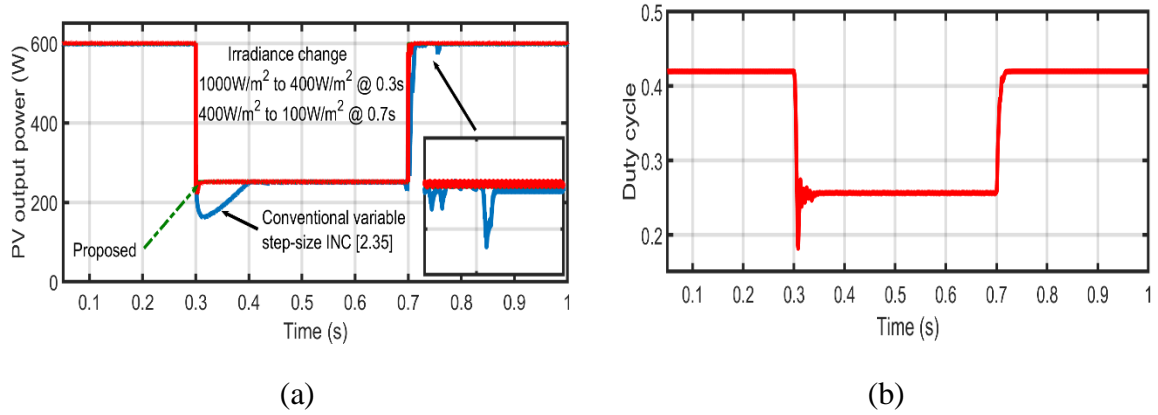 PV output power (W)
600
400
200
0
Irradiance change
1000W/m² to 400W/m² @ 0.3s
400W/m² to 100W/m² @ 0.7s
Conventional variable
step-size INC [2.35]
Proposed
0.1 0.2 0.3 0.4 0.5 0.6 0.7 0.8 0.9 1
Time (s)
(a)
Duty cycle
0.5
0.4
0.3
0.2
0.1 0.2 0.3 0.4 0.5 0.6 0.7 0.8 0.9 1
Time (s)
(b)